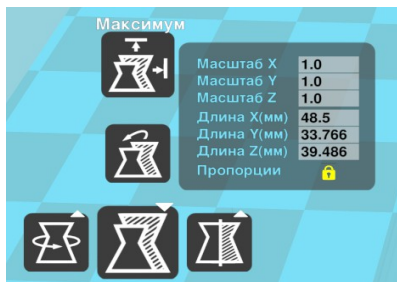 Максимум
Масштаб X 1.0
Масштаб Y 1.0
Масштаб Z 1.0
Длина X(мм) 48.5
Длина Y(мм) 33.766
Длина Z(мм) 39.486
Пропорции